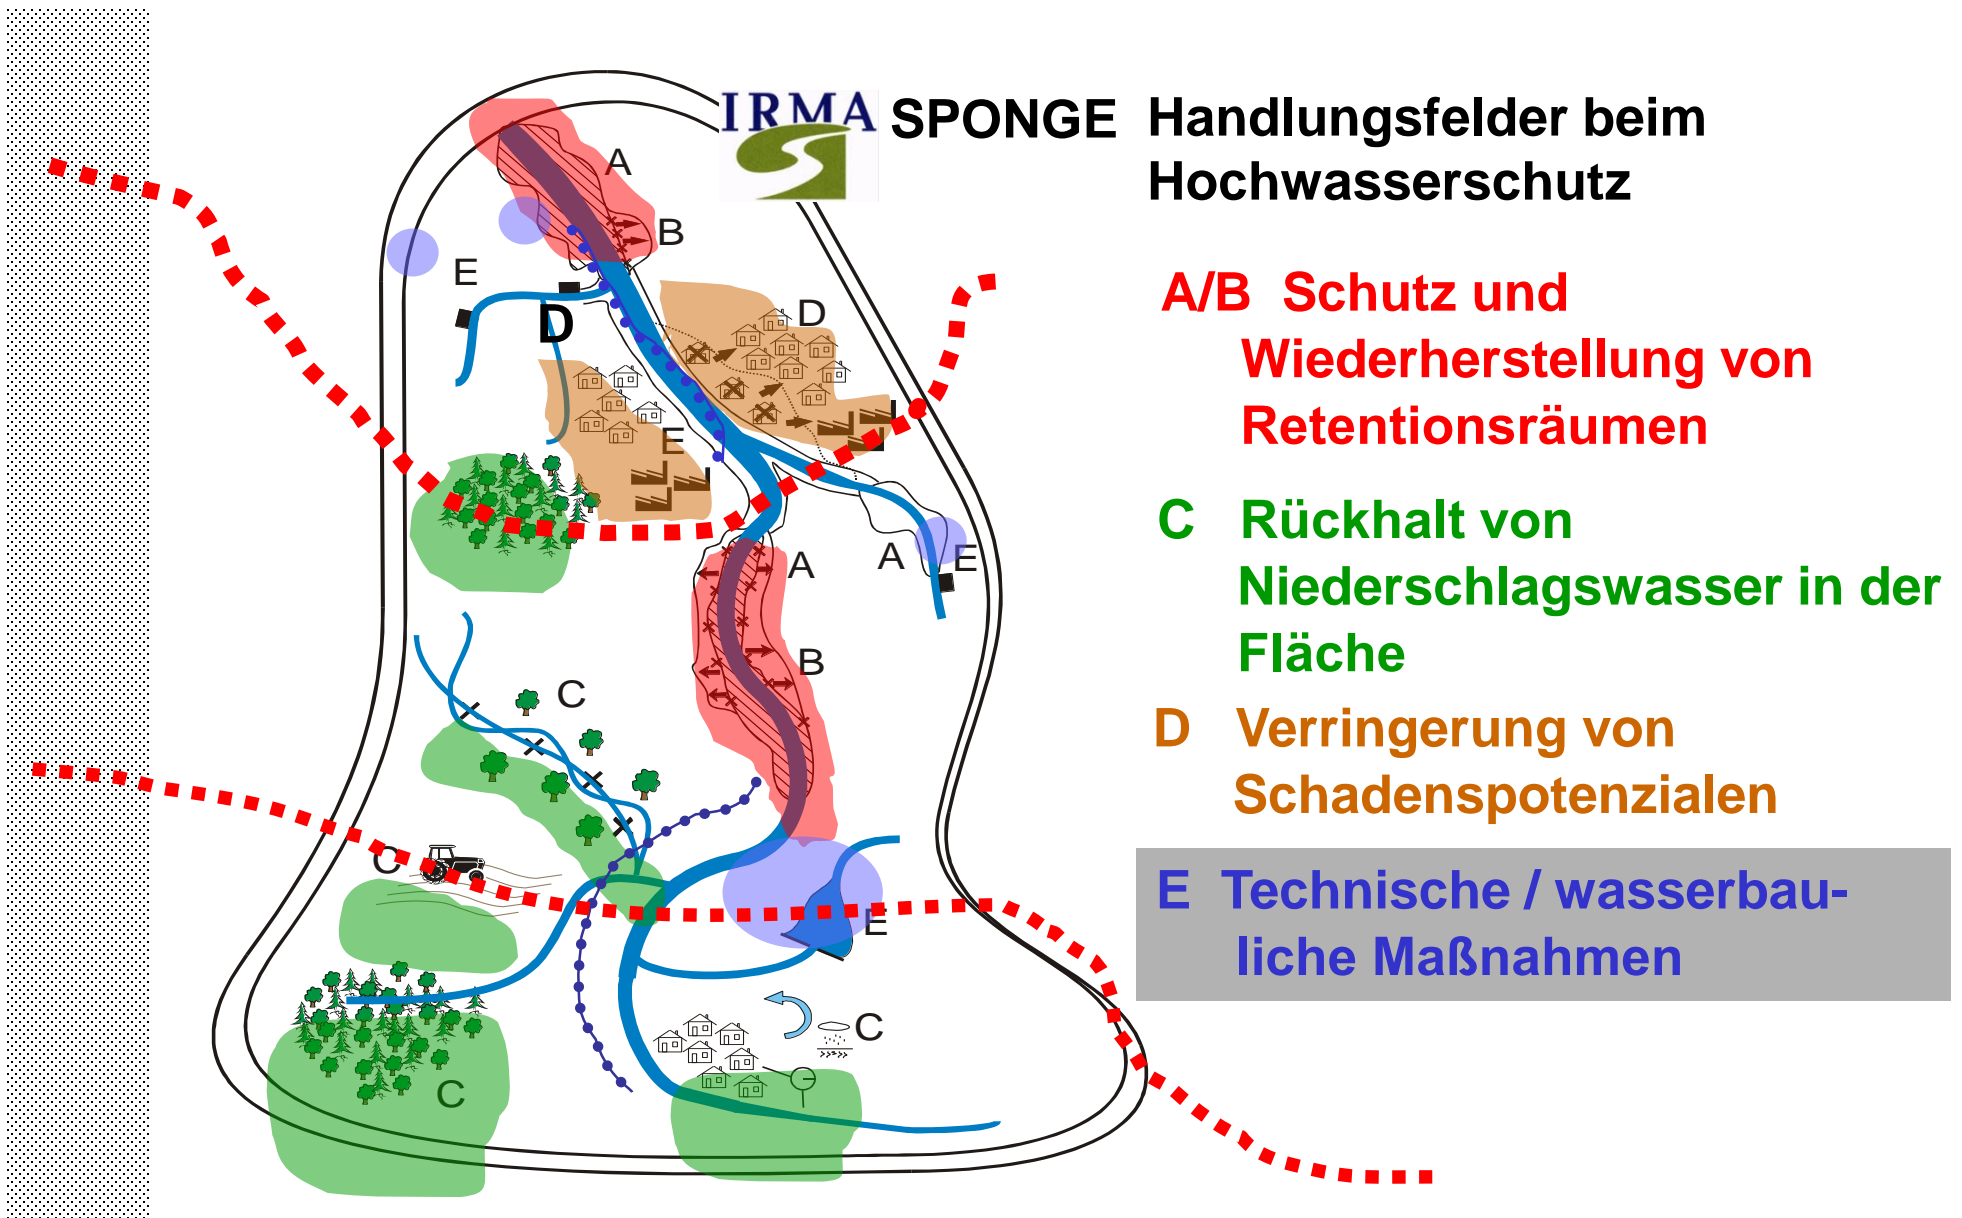 IRMA SPONGE Handlungsfelder beim
Hochwasserschutz
A/B Schutz und
Wiederherstellung von
Retentionsräumen
C Rückhalt von
Niederschlagswasser in der
Fläche
D Verringerung von
Schadenspotenzialen
E Technische / wasserbau-
liche Maßnahmen
A
B
E
D
D
E
A
A
E
B
C
C
E
C
C